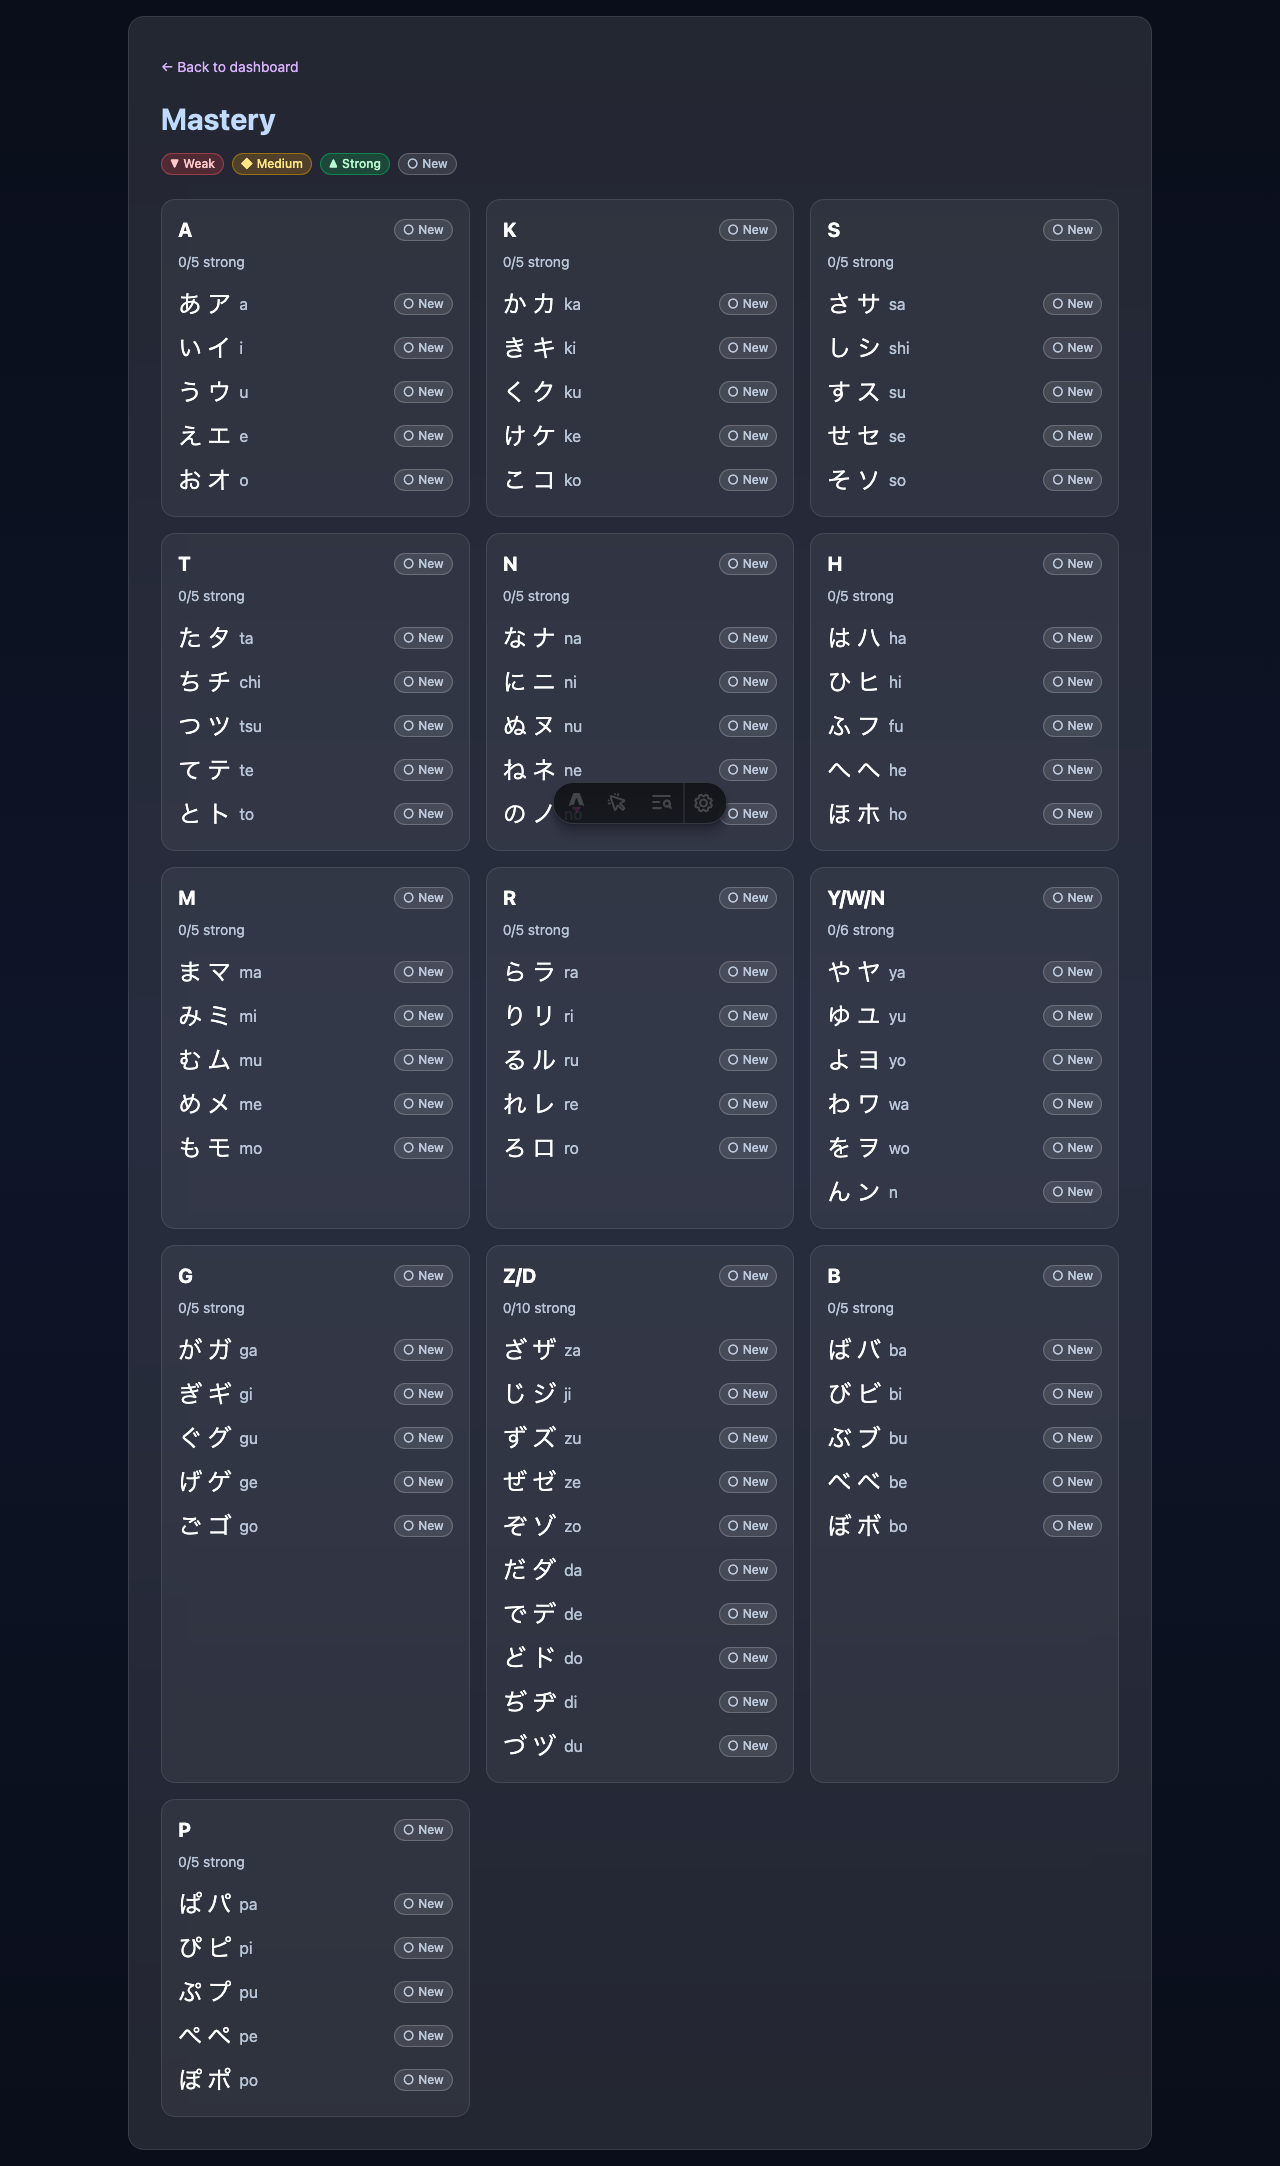 ← Back to dashboard
Mastery
▼ Weak ◆ Medium ▲ Strong ○ New
A ○ New
0/5 strong
あ ア a ○ New
い イ i ○ New
う ウ u ○ New
え エ e ○ New
お オ o ○ New
K ○ New
0/5 strong
か カ ka ○ New
き キ ki ○ New
く ク ku ○ New
け ケ ke ○ New
こ コ ko ○ New
S ○ New
0/5 strong
さ サ sa ○ New
し シ shi ○ New
す ス su ○ New
せ セ se ○ New
そ ソ so ○ New
T ○ New
0/5 strong
た タ ta ○ New
ち チ chi ○ New
つ ツ tsu ○ New
て テ te ○ New
と ト to ○ New
N ○ New
0/5 strong
な ナ na ○ New
に ニ ni ○ New
ぬ ヌ nu ○ New
ね ネ ne ○ New
の ノ no ○ New
H ○ New
0/5 strong
は ハ ha ○ New
ひ ヒ hi ○ New
ふ フ fu ○ New
へ ヘ he ○ New
ほ ホ ho ○ New
M ○ New
0/5 strong
ま マ ma ○ New
み ミ mi ○ New
む ム mu ○ New
め メ me ○ New
も モ mo ○ New
R ○ New
0/5 strong
ら ラ ra ○ New
り リ ri ○ New
る ル ru ○ New
れ レ re ○ New
ろ ロ ro ○ New
Y/W/N ○ New
0/6 strong
や ヤ ya ○ New
ゆ ユ yu ○ New
よ ヨ yo ○ New
わ ワ wa ○ New
を ヲ wo ○ New
ん ン n ○ New
G ○ New
0/5 strong
が ガ ga ○ New
ぎ ギ gi ○ New
ぐ グ gu ○ New
げ ゲ ge ○ New
ご ゴ go ○ New
Z/D ○ New
0/10 strong
ざ ザ za ○ New
じ ジ ji ○ New
ず ズ zu ○ New
ぜ ゼ ze ○ New
ぞ ゾ zo ○ New
だ ダ da ○ New
で デ de ○ New
ど ド do ○ New
ぢ ヂ di ○ New
づ ヅ du ○ New
B ○ New
0/5 strong
ば バ ba ○ New
び ビ bi ○ New
ぶ ブ bu ○ New
べ ベ be ○ New
ぼ ボ bo ○ New
P ○ New
0/5 strong
ぱ パ pa ○ New
ぴ ピ pi ○ New
ぷ プ pu ○ New
ぺ ペ pe ○ New
ぽ ポ po ○ New